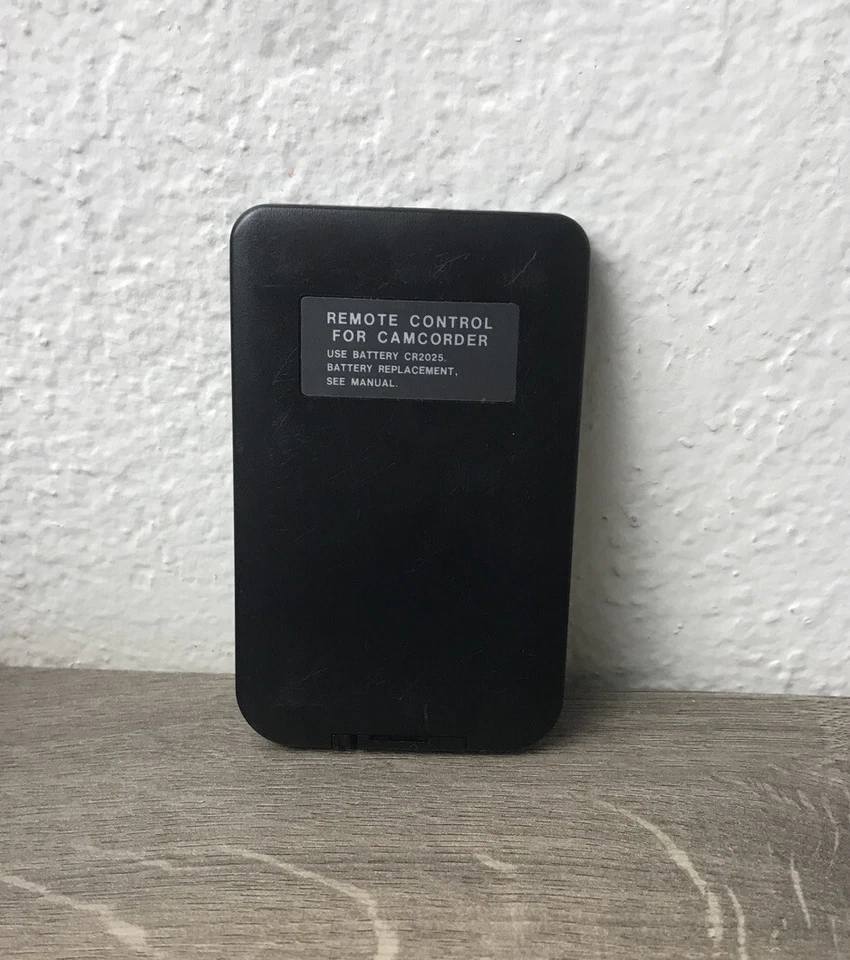 REMOTE CONTROL
FOR CAMCORDER
USE BATTERY CR2025.
BATTERY REPLACEMENT,
SEE MANUAL.